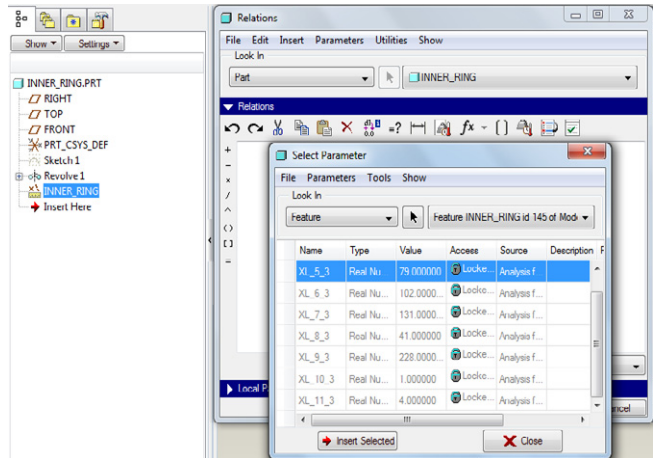 Show Settings
INNER_RING.PRT
RIGHT
TOP
FRONT
PRT_CSYS_DEF
Sketch 1
Revolve 1
INNER_RING
Insert Here
Relations
File Edit Insert Parameters Utilities Show
Look In
Part INNER_RING
Relations
Select Parameter
File Parameters Tools Show
Look In
Feature Feature INNER_RING id 145 of Mode
Name Type Value Access Source Description F
XL_5_3 Real Nu... 79.000000 Locke... Analysis f...
XL_6_3 Real Nu... 102.0000... Locke... Analysis f...
XL_7_3 Real Nu... 131.0000... Locke... Analysis f...
XL_8_3 Real Nu... 41.000000 Locke... Analysis f...
XL_9_3 Real Nu... 228.0000... Locke... Analysis f...
XL_10_3 Real Nu... 1.000000 Locke... Analysis f...
XL_11_3 Real Nu... 4.000000 Locke... Analysis f...
Local P
ncel
Insert Selected Close